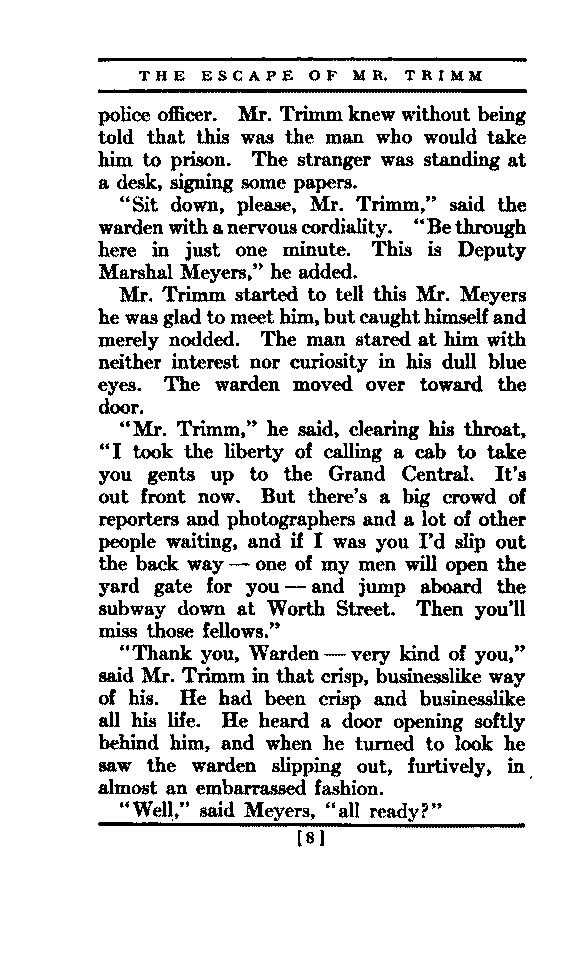 THE ESCAPE OF MR. TRIMM
police officer. Mr. Trimm knew without being
told that this was the man who would take
him to prison. The stranger was standing at
a desk, signing some papers.
“Sit down, please, Mr. Trimm,” said the
warden with a nervous cordiality. “Be through
here in just one minute. This is Deputy
Marshal Meyers,” he added.
Mr. Trimm started to tell this Mr. Meyers
he was glad to meet him, but caught himself and
merely nodded. The man stared at him with
neither interest nor curiosity in his dull blue
eyes. The warden moved over toward the
door.
“Mr. Trimm,” he said, clearing his throat,
“I took the liberty of calling a cab to take
you gents up to the Grand Central. It’s
out front now. But there’s a big crowd of
reporters and photographers and a lot of other
people waiting, and if I was you I’d slip out
the back way — one of my men will open the
yard gate for you — and jump aboard the
subway down at Worth Street. Then you’ll
miss those fellows.”
“Thank you, Warden — very kind of you,”
said Mr. Trimm in that crisp, businesslike way
of his. He had been crisp and businesslike
all his life. He heard a door opening softly
behind him, and when he turned to look he
saw the warden slipping out, furtively, in
almost an embarrassed fashion.
“Well,” said Meyers, “all ready?”
[8]